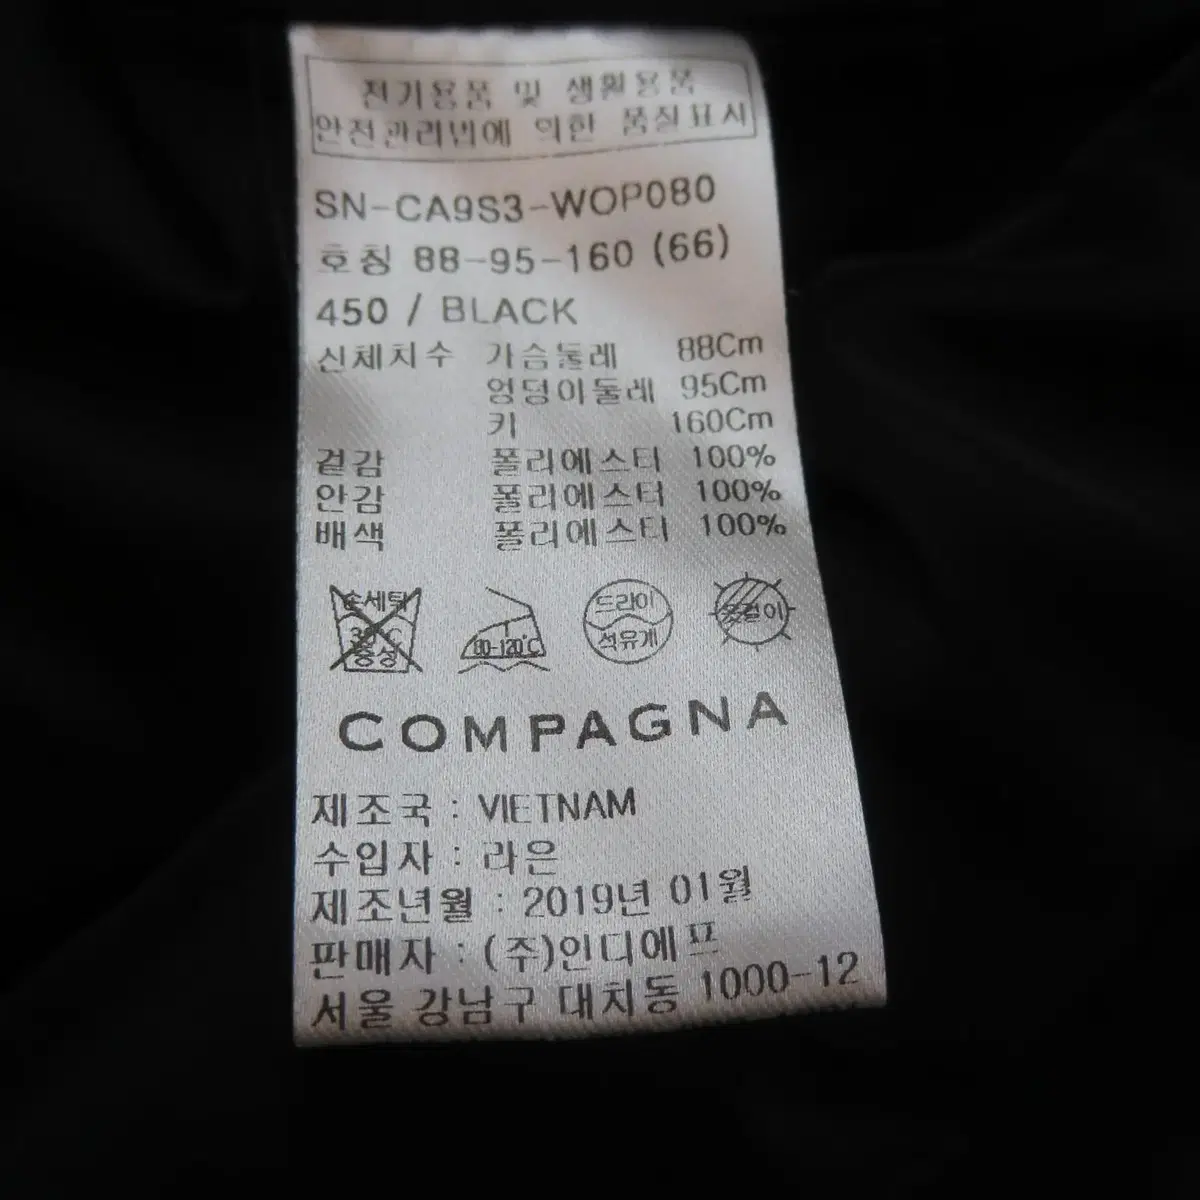 전기용품 및 생활용품
안전관리법에 의한 품질표시
SN-CA9S3-WOP080
호칭 88-95-160 (66)
450 / BLACK
신체치수 가슴둘레 88Cm
엉덩이둘레 95Cm
키 160Cm
겉감 폴리에스터 100%
안감 폴리에스터 100%
배색 폴리에스터 100%
손세탁
30℃
중성
80-120℃
드라이
석유계
옷걸이
COMPAGNA
제조국 : VIETNAM
수입자 : 라은
제조년월 : 2019년 01월
판매자 : (주)인디에프
서울 강남구 대치동 1000-12